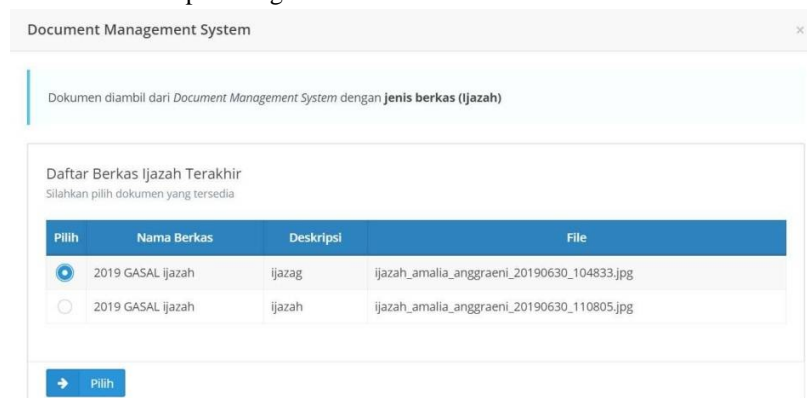 Document Management System
×
Dokumen diambil dari Document Management System dengan jenis berkas (Ijazah)
Daftar Berkas Ijazah Terakhir
Silahkan pilih dokumen yang tersedia
Pilih Nama Berkas Deskripsi File
2019 GASAL ijazah ijazag ijazah_amalia_anggraeni_20190630_104833.jpg
2019 GASAL ijazah ijazah ijazah_amalia_anggraeni_20190630_110805.jpg
→ Pilih